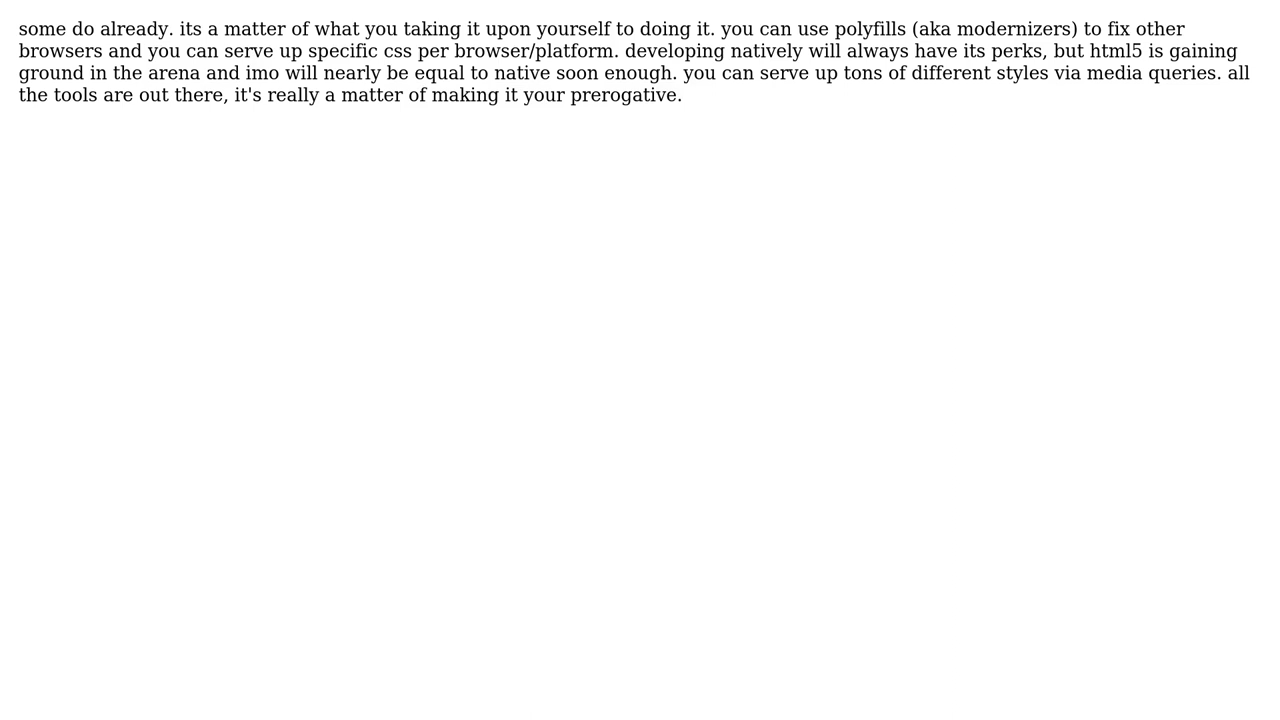 some do already. its a matter of what you taking it upon yourself to doing it. you can use polyfills (aka modernizers) to fix other
browsers and you can serve up specific css per browser/platform. developing natively will always have its perks, but html5 is gaining
ground in the arena and imo will nearly be equal to native soon enough. you can serve up tons of different styles via media queries. all
the tools are out there, it's really a matter of making it your prerogative.